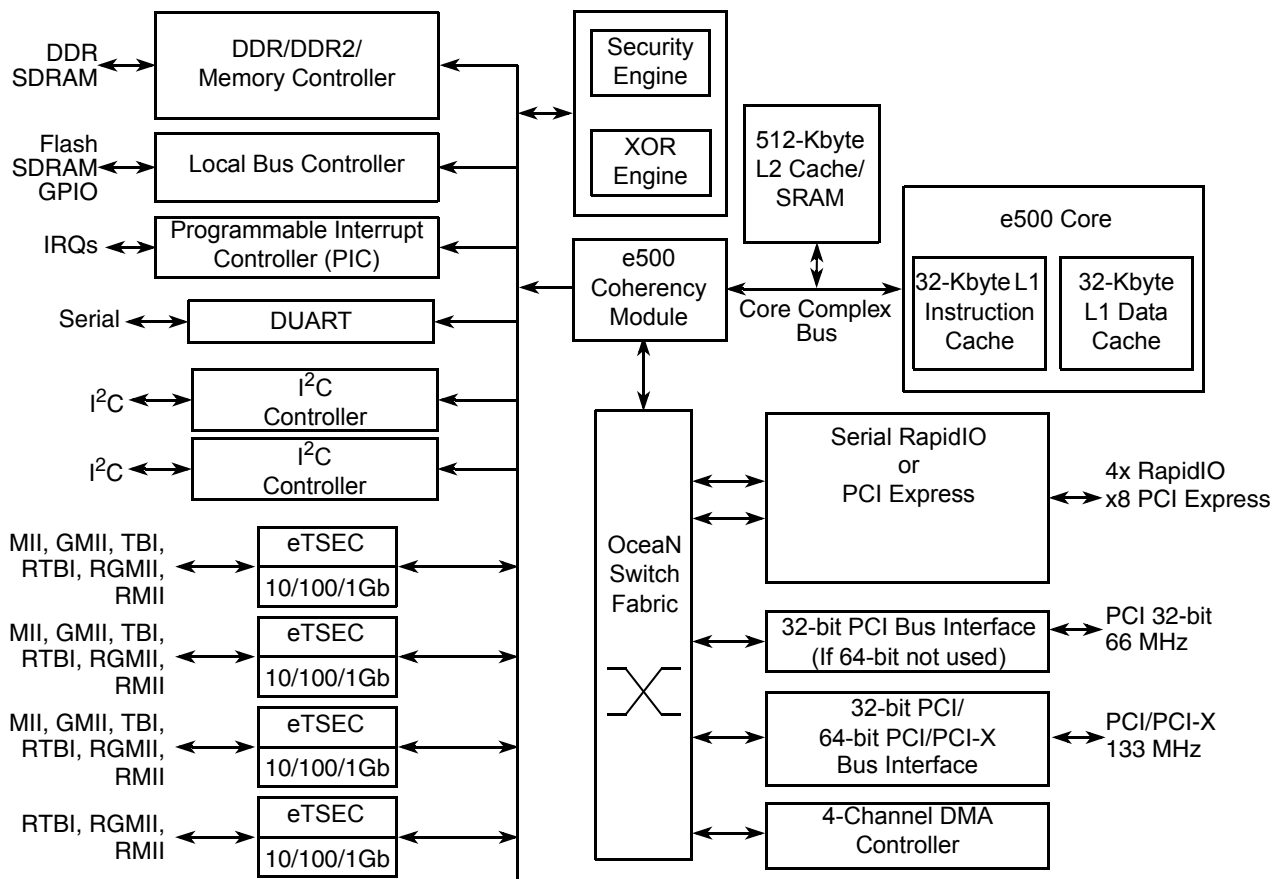 DDR
SDRAM
DDR/DDR2/
Memory Controller
Flash
SDRAM
GPIO
Local Bus Controller
IRQs
Programmable Interrupt
Controller (PIC)
Serial
DUART
I²C
I²C
Controller
I²C
I²C
Controller
MII, GMII, TBI,
RTBI, RGMII,
RMII
eTSEC
10/100/1Gb
MII, GMII, TBI,
RTBI, RGMII,
RMII
eTSEC
10/100/1Gb
MII, GMII, TBI,
RTBI, RGMII,
RMII
eTSEC
10/100/1Gb
RTBI, RGMII,
RMII
eTSEC
10/100/1Gb
Security
Engine
XOR
Engine
512-Kbyte
L2 Cache/
SRAM
e500
Coherency
Module
Core Complex
Bus
e500 Core
32-Kbyte L1
Instruction
Cache
32-Kbyte
L1 Data
Cache
OceaN
Switch
Fabric
Serial RapidIO
or
PCI Express
4x RapidIO
x8 PCI Express
32-bit PCI Bus Interface
(If 64-bit not used)
PCI 32-bit
66 MHz
32-bit PCI/
64-bit PCI/PCI-X
Bus Interface
PCI/PCI-X
133 MHz
4-Channel DMA
Controller